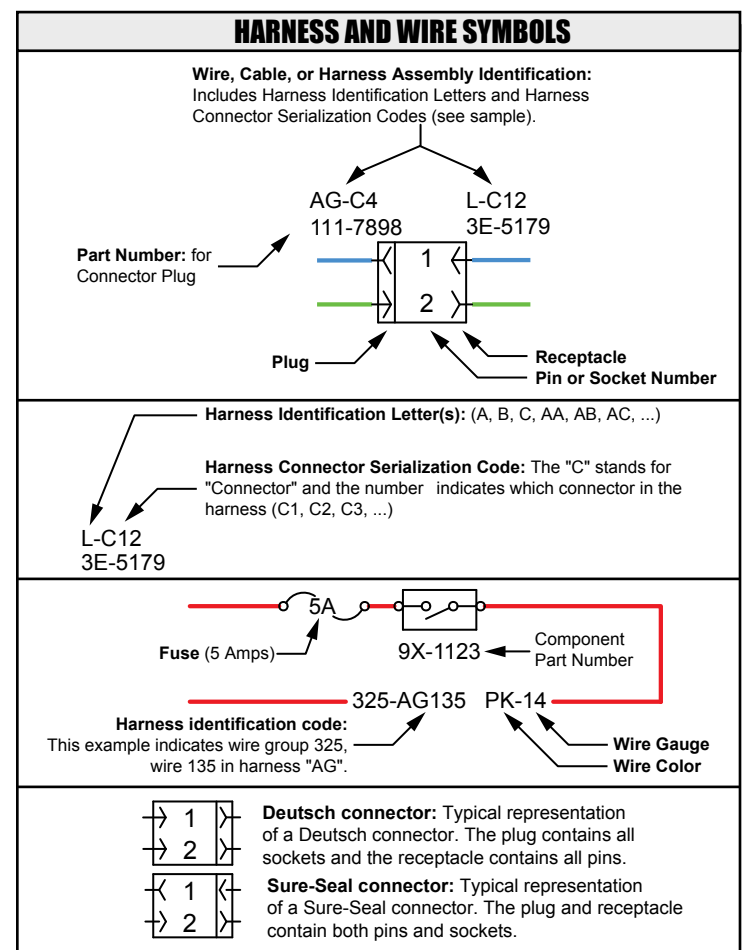 HARNESS AND WIRE SYMBOLS
Wire, Cable, or Harness Assembly Identification:
Includes Harness Identification Letters and Harness
Connector Serialization Codes (see sample).
AG-C4
111-7898
L-C12
3E-5179
Part Number: for
Connector Plug
1
2
Plug
Receptacle
Pin or Socket Number
Harness Identification Letter(s): (A, B, C, AA, AB, AC, ...)
Harness Connector Serialization Code: The "C" stands for
"Connector" and the number indicates which connector in the
harness (C1, C2, C3, ...)
L-C12
3E-5179
5A
Fuse (5 Amps)
9X-1123
Component
Part Number
325-AG135 PK-14
Harness identification code:
This example indicates wire group 325,
wire 135 in harness "AG".
Wire Gauge
Wire Color
1
2
Deutsch connector: Typical representation
of a Deutsch connector. The plug contains all
sockets and the receptacle contains all pins.
1
2
Sure-Seal connector: Typical representation
of a Sure-Seal connector. The plug and receptacle
contain both pins and sockets.